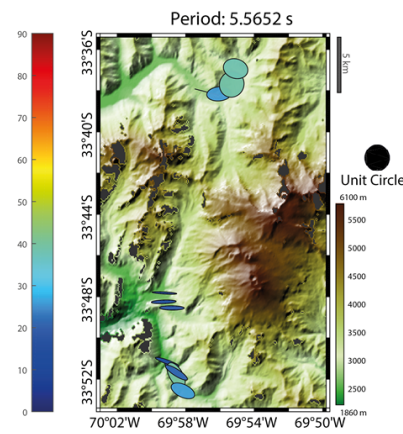 Period: 5.5652 s
90
80
70
60
50
40
30
20
10
0
33°36'S
33°40'S
33°44'S
33°48'S
33°52'S
70°02'W
69°58'W
69°54'W
69°50'W
5 km
Unit Circle
6100 m
5500
5000
4500
4000
3500
3000
2500
1860 m